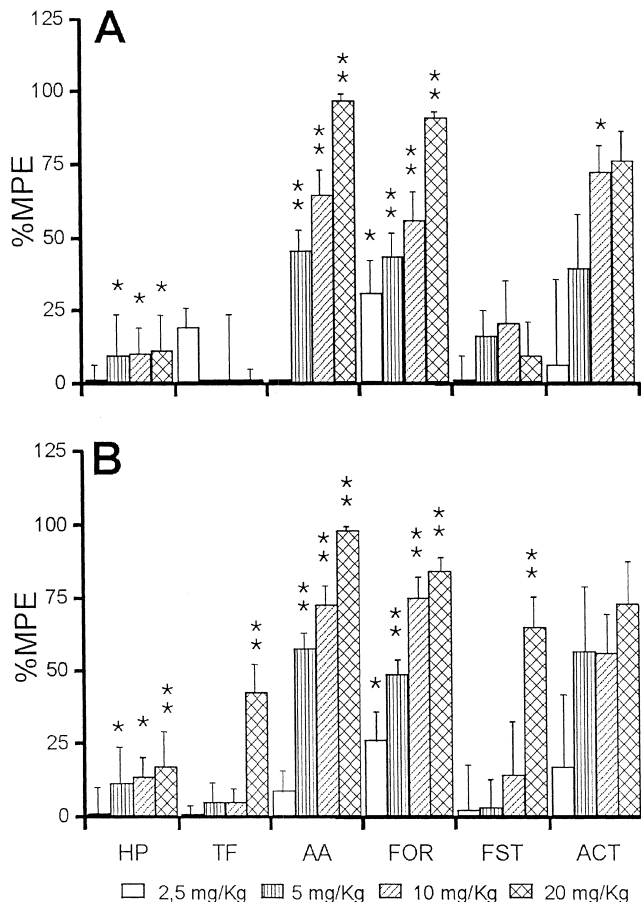 A
125
100
75
50
25
0
%MPE
* * * ** ** ** * ** ** ** *
B
125
100
75
50
25
0
%MPE
* * ** ** ** ** ** * ** ** ** **
HP TF AA FOR FST ACT
2,5 mg/Kg 5 mg/Kg 10 mg/Kg 20 mg/Kg